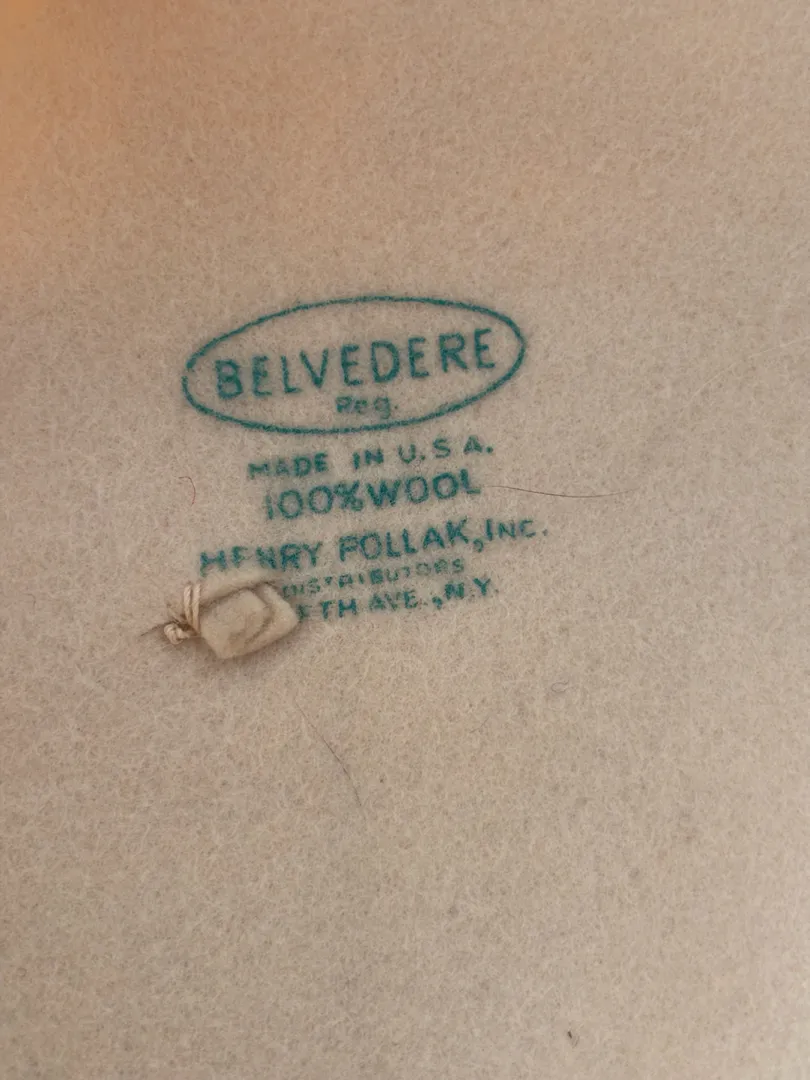 BELVEDERE
Reg.
MADE IN U.S.A.
100% WOOL
HENRY POLLAK, INC.
DISTRIBUTORS
AVE., N.Y.